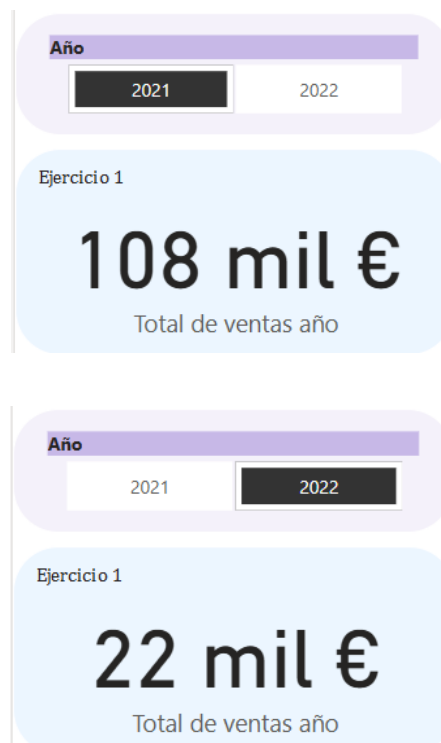 Año
2021 2022
Ejercicio 1
108 mil €
Total de ventas año
Año
2021 2022
Ejercicio 1
22 mil €
Total de ventas año